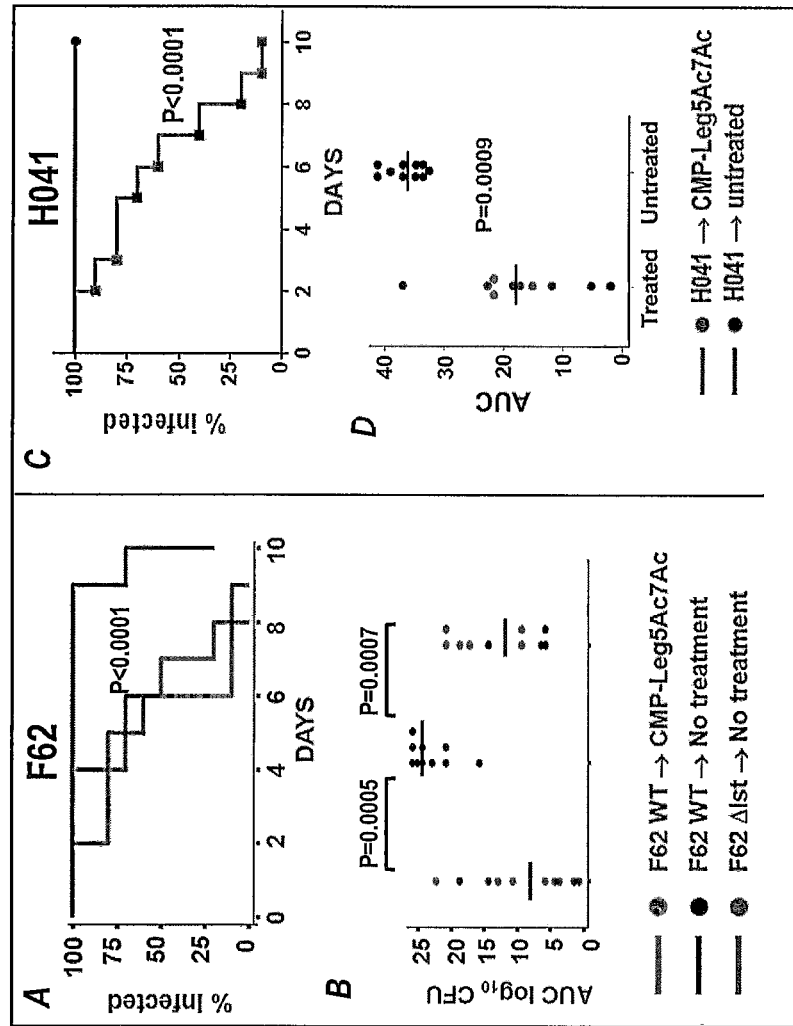 F62
A
% infected
100
75
50
25
0
P<0.0001
0
2
4
6
8
10
DAYS
B
AUC log10 CFU
25
20
15
10
5
0
P=0.0005
P=0.0007
F62 WT → CMP-Leg5Ac7Ac
F62 WT → No treatment
F62 Δlst → No treatment
H041
C
% infected
100
75
50
25
0
P<0.0001
0
2
4
6
8
10
DAYS
D
AUC
40
30
20
10
0
P=0.0009
Treated Untreated
H041 → CMP-Leg5Ac7Ac
H041 → untreated